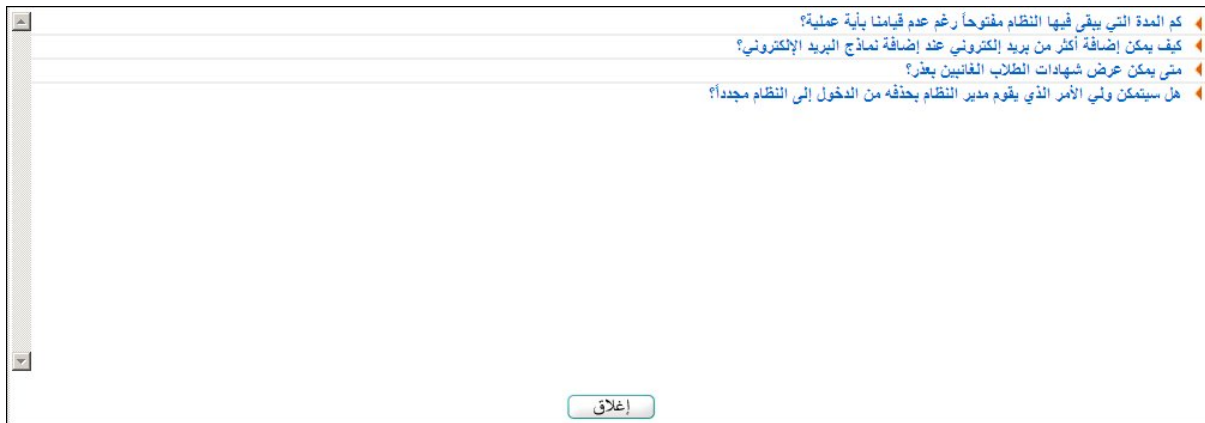 كم المدة التي يبقى فيها النظام مفتوحاً رغم عدم قيامنا بأية عملية؟
كيف يمكن إضافة أكثر من بريد إلكتروني عند إضافة نماذج البريد الإلكتروني؟
متى يمكن عرض شهادات الطلاب الغائبين بعذر؟
هل سيتمكن ولي الأمر الذي يقوم مدير النظام بحذفه من الدخول إلى النظام مجدداً؟
إغلاق